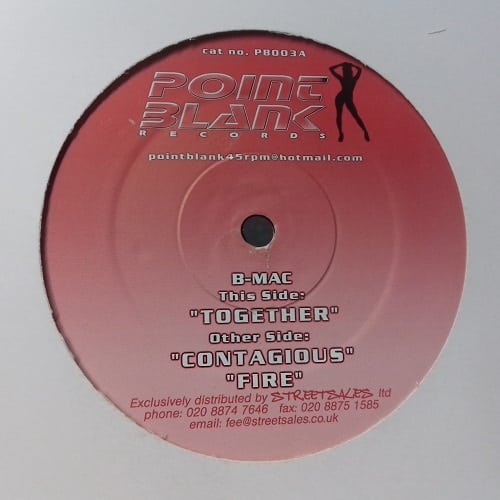 cat no. PB003A
POINT
BLANK
RECORDS
pointblank45rpm@hotmail.com
B-MAC
This Side:
"TOGETHER"
Other Side:
"CONTAGIOUS"
"FIRE"
Exclusively distributed by STREETSALES ltd
phone: 020 8874 7646 fax: 020 8875 1585
email: fee@streetsales.co.uk